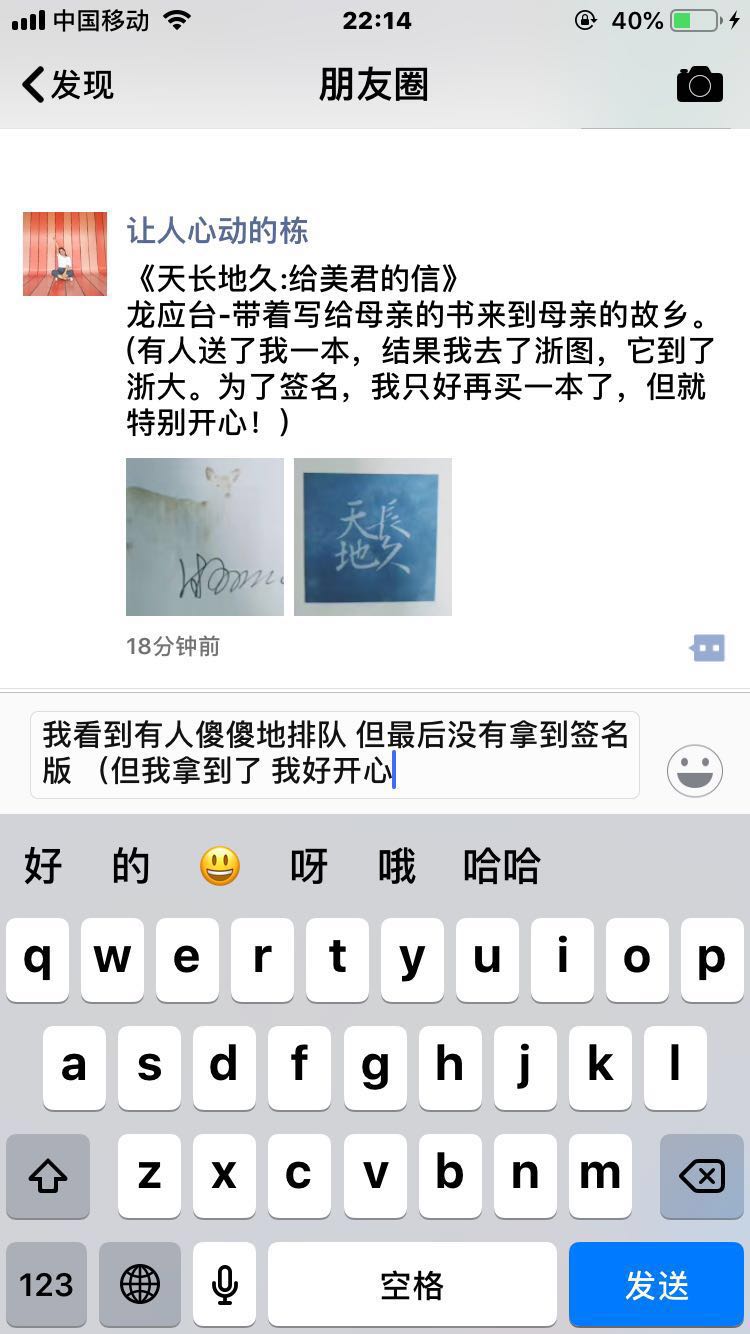 中国移动
22:14
40%
发现
朋友圈
让人心动的栋
《天长地久:给美君的信》
龙应台-带着写给母亲的书来到母亲的故乡。
(有人送了我一本，结果我去了浙图，它到了
浙大。为了签名，我只好再买一本了，但就
特别开心！)
天長
地久
18分钟前
我看到有人傻傻地排队 但最后没有拿到签名
版 （但我拿到了 我好开心
好 的 😃 呀 哦 哈哈
q w e r t y u i o p
a s d f g h j k l
z x c v b n m
123 空格 发送